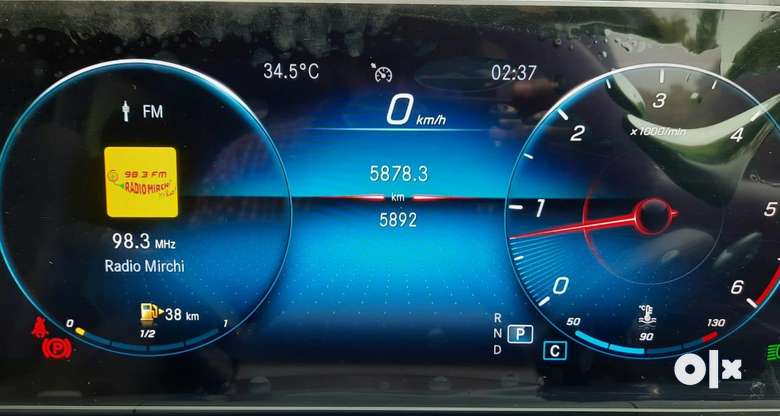 34.5°C
02:37
FM
0 km/h
98.3 FM
RADIO MIRCHI
98.3 MHz
Radio Mirchi
5878.3
km
5892
38 km
0 1/2 1
P
R
N P
D
C
0
1
2
3
4
5
6
x1000/min
50 90 130
olx